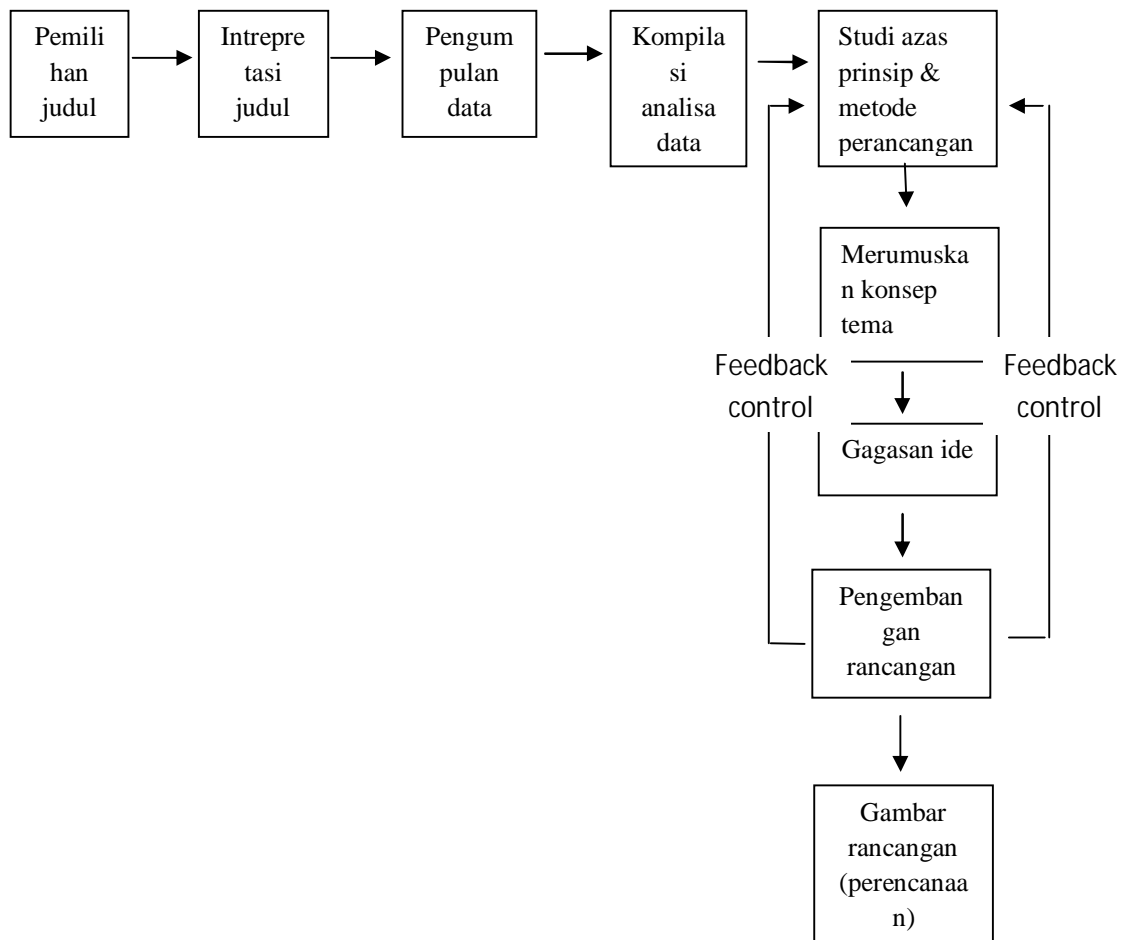 Pemili
han
judul
Intrepre
tasi
judul
Pengum
pulan
data
Kompila
si
analisa
data
Studi azas
prinsip &
metode
perancangan
Merumuska
n konsep
tema
Feedback
control
Feedback
control
Gagasan ide
Pengemban
gan
rancangan
Gambar
rancangan
(perencanaa
n)